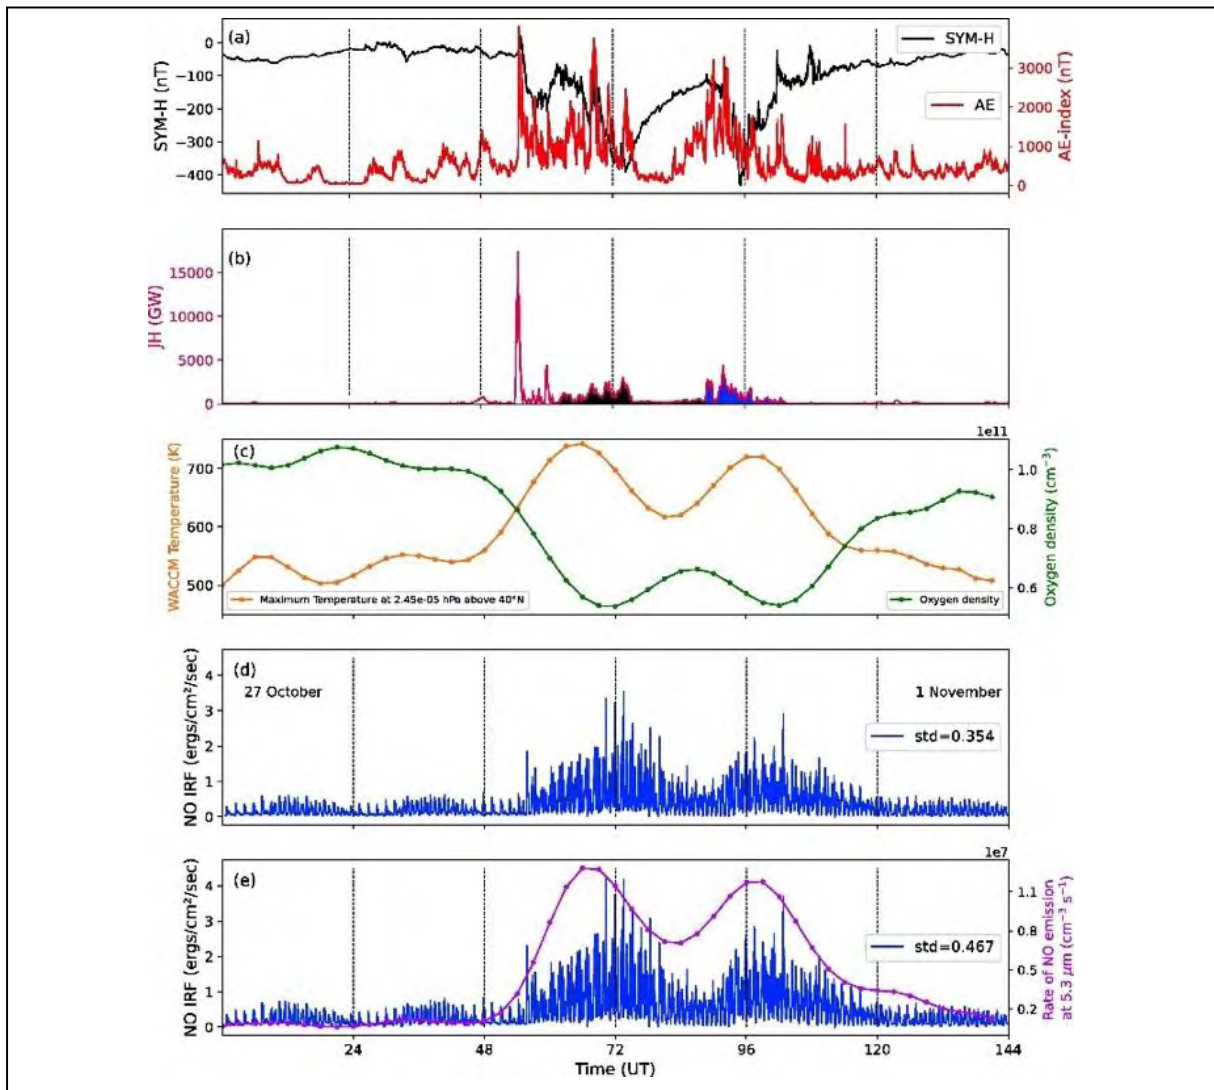 (a)
SYM-H
AE
SYM-H (nT)
0
−100
−200
−300
−400
3000
2000
1000
0
AE-index (nT)
(b)
JH (GW)
15000
10000
5000
0
(c)
1e11
WACCM Temperature (K)
700
600
500
1.0
0.8
0.6
Oxygen density (cm⁻³)
Maximum Temperature at 2.45e-05 hPa above 40°N
Oxygen density
(d)
27 October
1 November
NO IRF (ergs/cm²/sec)
4
3
2
1
0
std=0.354
(e)
1e7
NO IRF (ergs/cm²/sec)
4
3
2
1
0
std=0.467
1.1
0.8
0.5
0.2
Rate of NO emission
at 5.3 μm (cm⁻³ s⁻¹)
24 48 72 96 120 144
Time (UT)